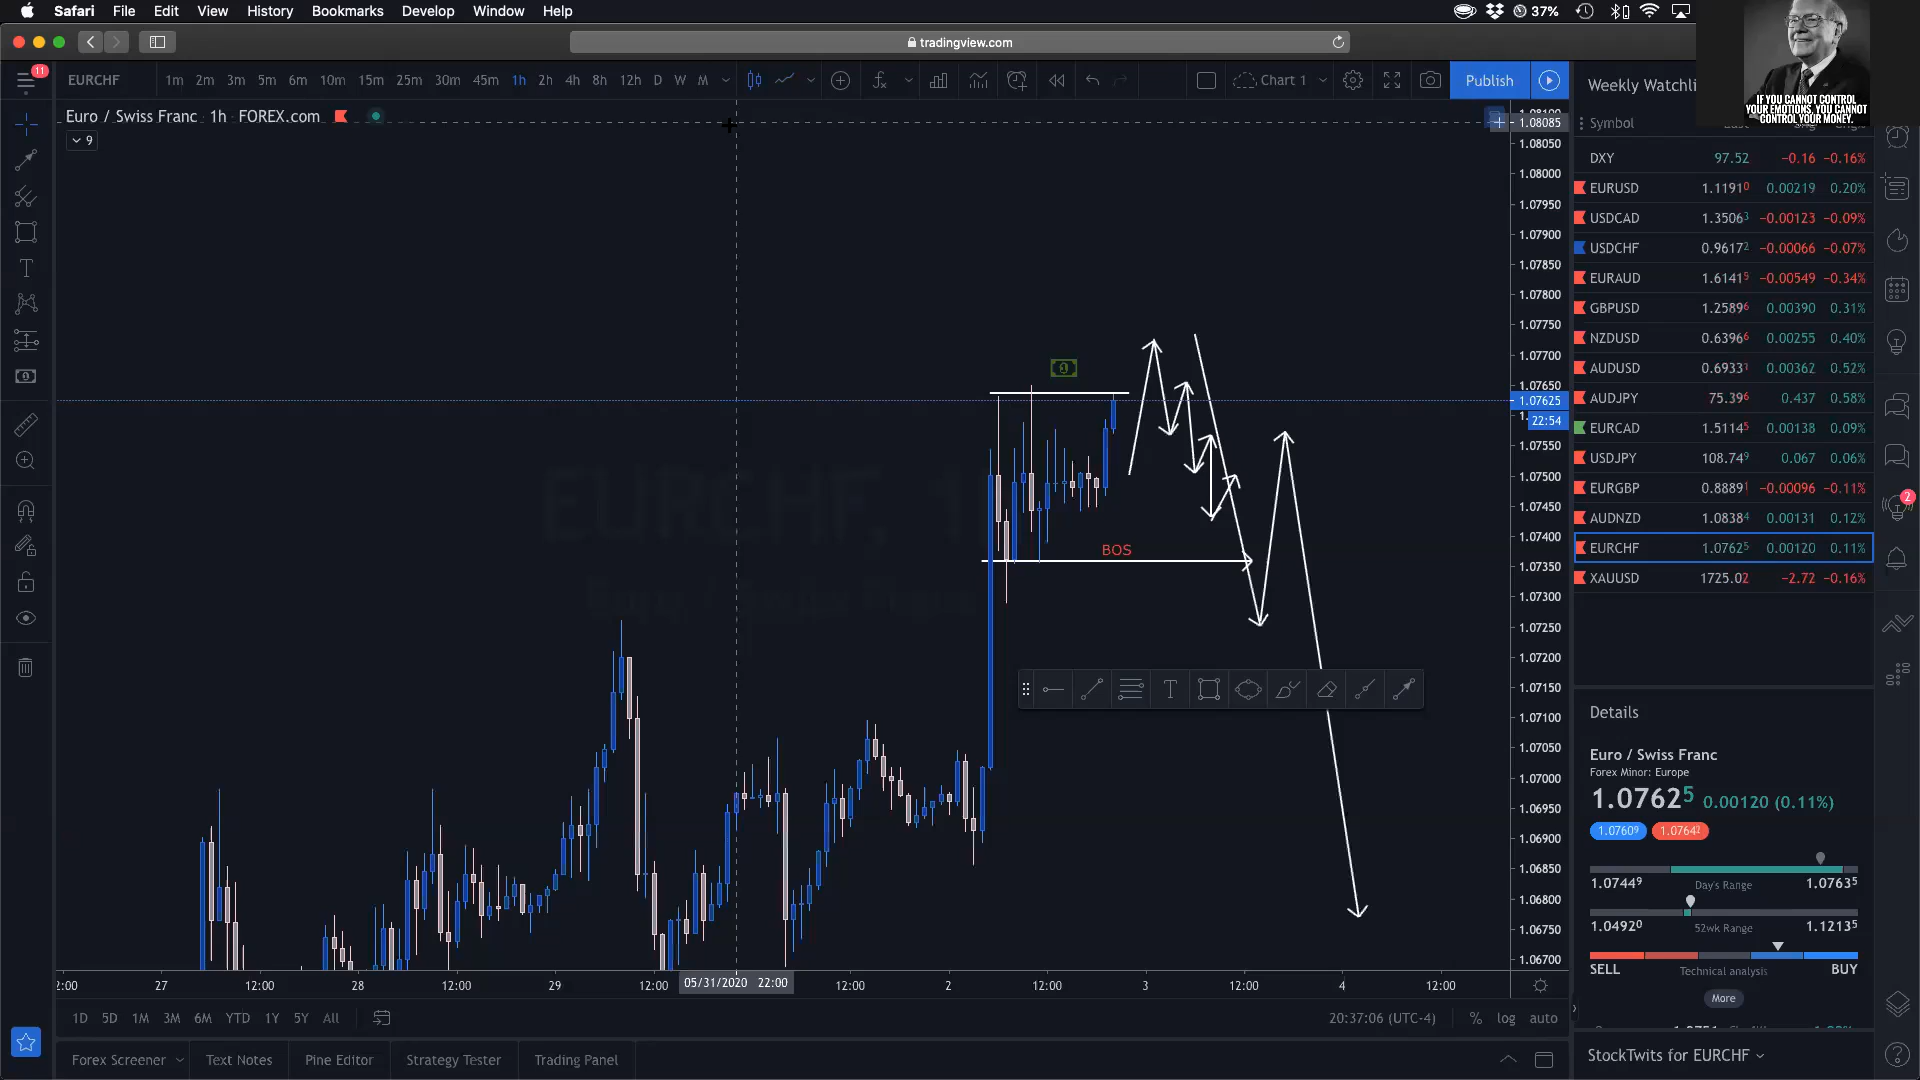 Safari File Edit View History Bookmarks Develop Window Help 37%
tradingview.com
11
EURCHF 1m 2m 3m 5m 6m 10m 15m 25m 30m 45m 1h 2h 4h 8h 12h D W M Chart 1 Publish
Weekly Watchli
IF YOU CANNOT CONTROL
YOUR EMOTIONS, YOU CANNOT
CONTROL YOUR MONEY.
Euro / Swiss Franc · 1h · FOREX.com
9
Symbol
DXY 97.52 −0.16 −0.16%
EURUSD 1.11910 0.00219 0.20%
USDCAD 1.35063 −0.00123 −0.09%
USDCHF 0.96172 −0.00066 −0.07%
EURAUD 1.61415 −0.00549 −0.34%
GBPUSD 1.25896 0.00390 0.31%
NZDUSD 0.63966 0.00255 0.40%
AUDUSD 0.69331 0.00362 0.52%
AUDJPY 75.396 0.437 0.58%
EURCAD 1.51145 0.00138 0.09%
USDJPY 108.749 0.067 0.06%
EURGBP 0.8889 −0.00096 −0.11%
AUDNZD 1.08384 0.00131 0.12%
EURCHF 1.07625 0.00120 0.11%
XAUUSD 1725.02 −2.72 −0.16%
1.08085
1.08050
1.08000
1.07950
1.07900
1.07850
1.07800
1.07750
1.07700
1.07650
1.07625
22:54
1.07550
1.07500
1.07450
1.07400
1.07350
1.07300
1.07250
1.07200
1.07150
1.07100
1.07050
1.07000
1.06950
1.06900
1.06850
1.06800
1.06750
1.06700
EURCHF, 1
BOS
T
2
Details
Euro / Swiss Franc
Forex Minor: Europe
1.07625 0.00120 (0.11%)
1.07609 1.07642
1.07449 Day's Range 1.07635
1.04920 52wk Range 1.12135
SELL Technical analysis BUY
More
2:00 27 12:00 28 12:00 29 12:00 05/31/2020 22:00 12:00 2 12:00 3 12:00 4 12:00
1D 5D 1M 3M 6M YTD 1Y 5Y All 20:37:06 (UTC-4) % log auto
Forex Screener Text Notes Pine Editor Strategy Tester Trading Panel
StockTwits for EURCHF